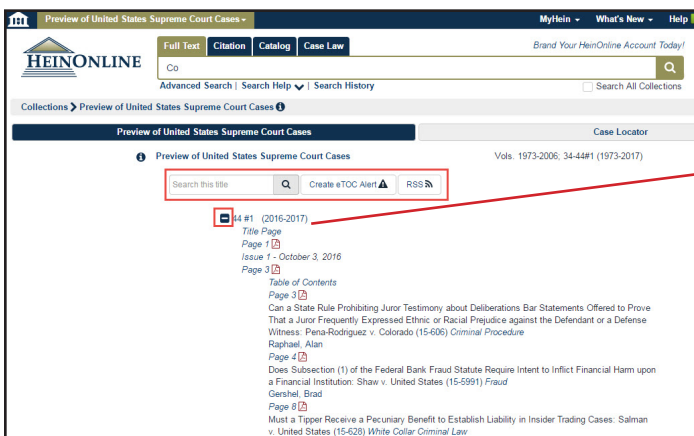 Preview of United States Supreme Court Cases MyHein What's New Help
HEINONLINE
Full Text Citation Catalog Case Law Brand Your HeinOnline Account Today!
Co
Advanced Search | Search Help | Search History Search All Collections
Collections Preview of United States Supreme Court Cases
Preview of United States Supreme Court Cases Case Locator
Preview of United States Supreme Court Cases Vols. 1973-2006; 34-44#1 (1973-2017)
Search this title Create eTOC Alert RSS
44 #1 (2016-2017)
Title Page
Page 1
Issue 1 - October 3, 2016
Page 3
Table of Contents
Page 3
Can a State Rule Prohibiting Juror Testimony about Deliberations Bar Statements Offered to Prove
That a Juror Frequently Expressed Ethnic or Racial Prejudice against the Defendant or a Defense
Witness: Pena-Rodriguez v. Colorado (15-606) Criminal Procedure
Raphael, Alan
Page 4
Does Subsection (1) of the Federal Bank Fraud Statute Require Intent to Inflict Financial Harm upon
a Financial Institution: Shaw v. United States (15-5991) Fraud
Gershel, Brad
Page 8
Must a Tipper Receive a Pecuniary Benefit to Establish Liability in Insider Trading Cases: Salman
v. United States (15-628) White Collar Criminal Law